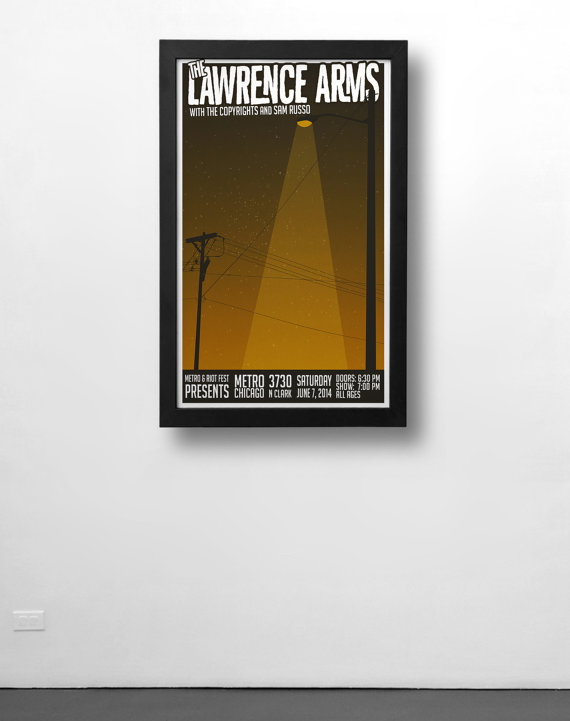 THE
LAWRENCE ARMS
WITH THE COPYRIGHTS AND SAM RUSSO
METRO & RIOT FEST
PRESENTS
METRO
CHICAGO
3730
N CLARK
SATURDAY
JUNE 7, 2014
DOORS: 6:30 PM
SHOW: 7:00 PM
ALL AGES